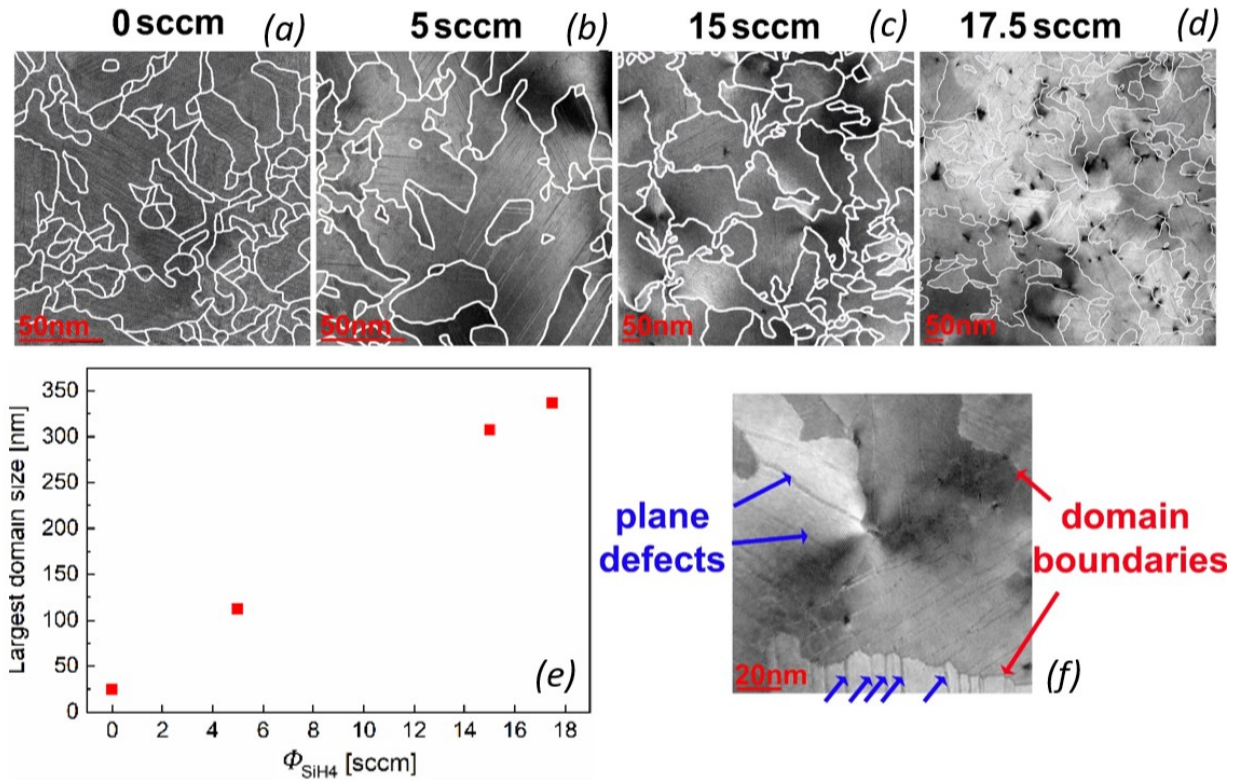 0 sccm (a)
5 sccm (b)
15 sccm (c)
17.5 sccm (d)
50nm
50nm
50nm
50nm
Largest domain size [nm]
350
300
250
200
150
100
50
0
0 2 4 6 8 10 12 14 16 18
Φ_SiH4 [sccm]
(e)
plane
defects
domain
boundaries
20nm
(f)